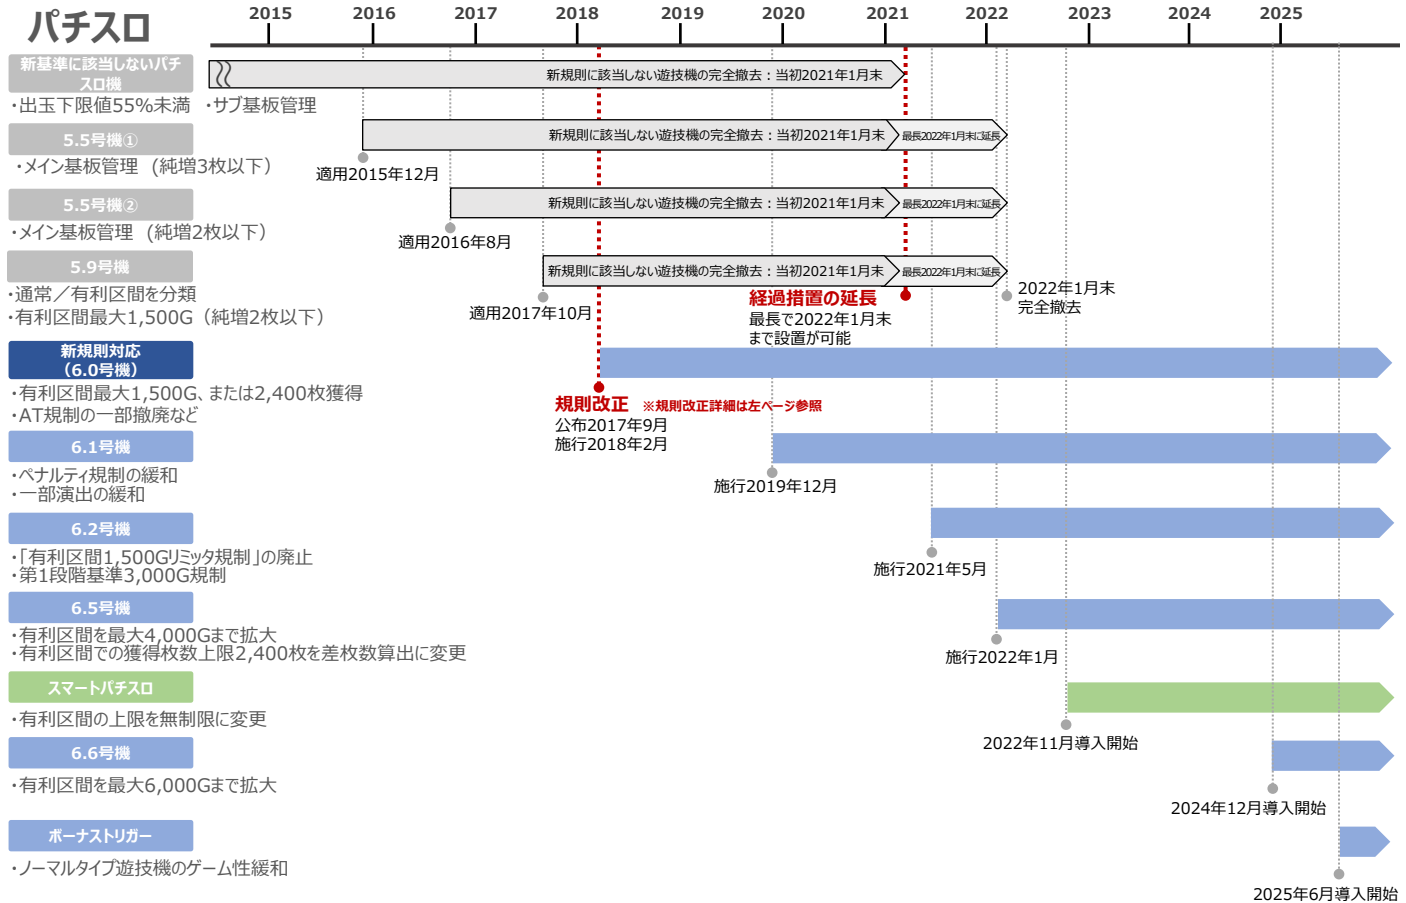 パチスロ
2015 2016 2017 2018 2019 2020 2021 2022 2023 2024 2025
新基準に該当しないパチ
スロ機
新規則に該当しない遊技機の完全撤去：当初2021年1月末
・出玉下限値55%未満 ・サブ基板管理
5.5号機①
新規則に該当しない遊技機の完全撤去：当初2021年1月末
最長2022年1月末に延長
・メイン基板管理 （純増3枚以下）
適用2015年12月
5.5号機②
新規則に該当しない遊技機の完全撤去：当初2021年1月末
最長2022年1月末に延長
・メイン基板管理 （純増2枚以下）
適用2016年8月
5.9号機
新規則に該当しない遊技機の完全撤去：当初2021年1月末
最長2022年1月末に延長
・通常／有利区間を分類
・有利区間最大1,500G（純増2枚以下）
適用2017年10月
経過措置の延長
最長で2022年1月末
まで設置が可能
2022年1月末
完全撤去
新規則対応
（6.0号機）
・有利区間最大1,500G、または2,400枚獲得
・AT規制の一部撤廃など
規則改正 ※規則改正詳細は左ページ参照
公布2017年9月
施行2018年2月
6.1号機
・ペナルティ規制の緩和
・一部演出の緩和
施行2019年12月
6.2号機
・「有利区間1,500Gリミッタ規制」の廃止
・第1段階基準3,000G規制
施行2021年5月
6.5号機
・有利区間を最大4,000Gまで拡大
・有利区間での獲得枚数上限2,400枚を差枚数算出に変更
施行2022年1月
スマートパチスロ
・有利区間の上限を無制限に変更
2022年11月導入開始
6.6号機
・有利区間を最大6,000Gまで拡大
2024年12月導入開始
ボーナストリガー
・ノーマルタイプ遊技機のゲーム性緩和
2025年6月導入開始